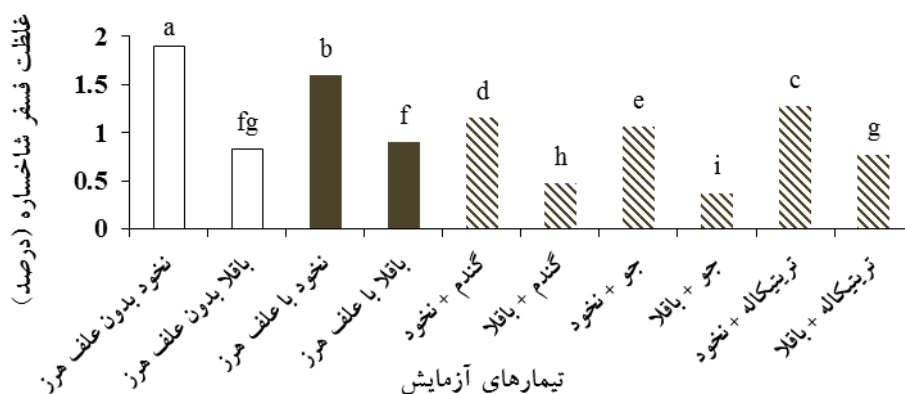 غلظت فسفر شاخساره (درصد)
2
1.5
1
0.5
0
a
fg
b
f
d
h
e
i
c
g
نخود بدون علف هرز
باقلا بدون علف هرز
نخود با علف هرز
باقلا با علف هرز
گندم + نخود
گندم + باقلا
جو + نخود
جو + باقلا
تریتیکاله + نخود
تریتیکاله + باقلا
تیمارهای آزمایش